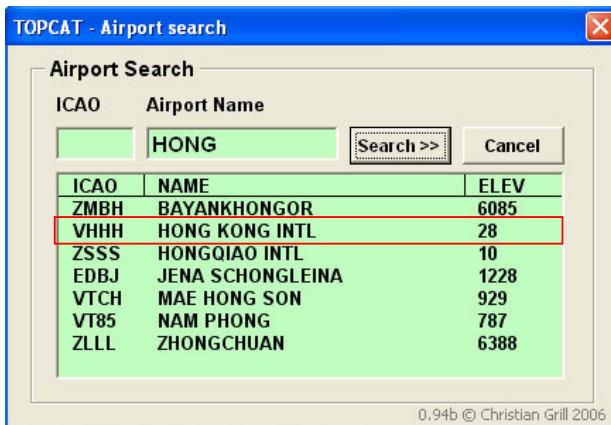 TOPCAT - Airport search
Airport Search
ICAO Airport Name
HONG Search >> Cancel
ICAO NAME ELEV
ZMBH BAYANKHONGOR 6085
VHHH HONG KONG INTL 28
ZSSS HONGQIAO INTL 10
EDBJ JENA SCHONGLEINA 1228
VTCH MAE HONG SON 929
VT85 NAM PHONG 787
ZLLL ZHONGCHUAN 6388
0.94b © Christian Grill 2006